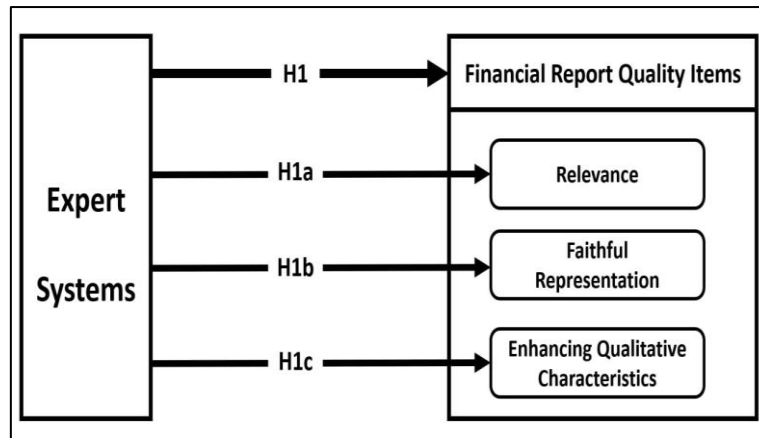 H1
Financial Report Quality Items
H1a
Relevance
Expert
Systems
H1b
Faithful
Representation
H1c
Enhancing Qualitative
Characteristics